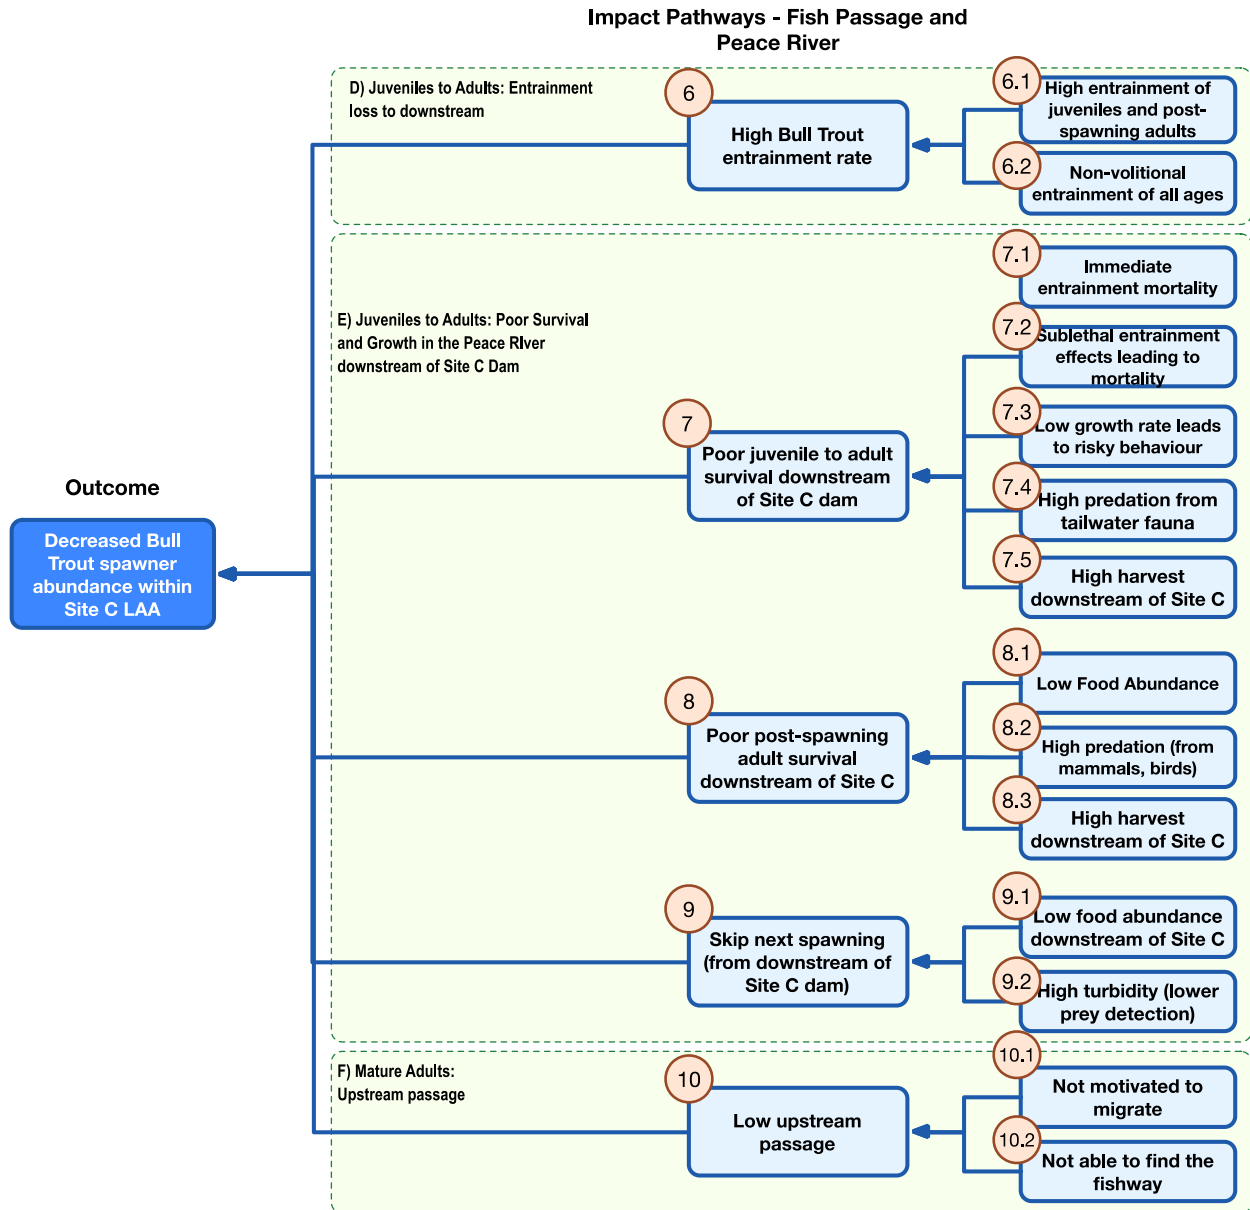 Impact Pathways - Fish Passage and
Peace River
D) Juveniles to Adults: Entrainment
loss to downstream
6
High Bull Trout
entrainment rate
6.1
High entrainment of
juveniles and post-
spawning adults
6.2
Non-volitional
entrainment of all ages
E) Juveniles to Adults: Poor Survival
and Growth in the Peace RIver
downstream of Site C Dam
7
Poor juvenile to adult
survival downstream
of Site C dam
7.1
Immediate
entrainment mortality
7.2
Sublethal entrainment
effects leading to
mortality
7.3
Low growth rate leads
to risky behaviour
7.4
High predation from
tailwater fauna
7.5
High harvest
downstream of Site C
Outcome
Decreased Bull
Trout spawner
abundance within
Site C LAA
8
Poor post-spawning
adult survival
downstream of Site C
8.1
Low Food Abundance
8.2
High predation (from
mammals, birds)
8.3
High harvest
downstream of Site C
9
Skip next spawning
(from downstream of
Site C dam)
9.1
Low food abundance
downstream of Site C
9.2
High turbidity (lower
prey detection)
F) Mature Adults:
Upstream passage
10
Low upstream
passage
10.1
Not motivated to
migrate
10.2
Not able to find the
fishway